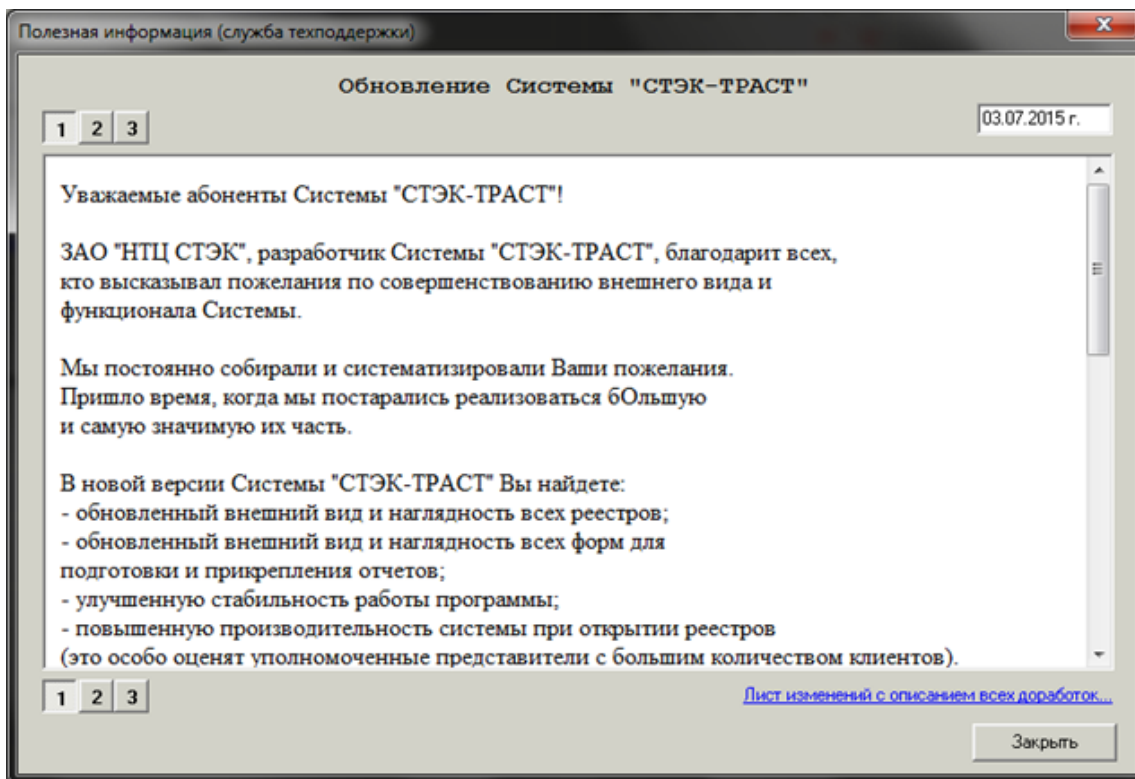 Полезная информация (служба техподдержки)
Обновление Системы "СТЭК-ТРАСТ"
1 2 3
03.07.2015 г.
Уважаемые абоненты Системы "СТЭК-ТРАСТ"!
ЗАО "НТЦ СТЭК", разработчик Системы "СТЭК-ТРАСТ", благодарит всех,
кто высказывал пожелания по совершенствованию внешнего вида и
функционала Системы.
Мы постоянно собирали и систематизировали Ваши пожелания.
Пришло время, когда мы постарались реализоваться бОльшую
и самую значимую их часть.
В новой версии Системы "СТЭК-ТРАСТ" Вы найдете:
- обновленный внешний вид и наглядность всех реестров;
- обновленный внешний вид и наглядность всех форм для
подготовки и прикрепления отчетов;
- улучшенную стабильность работы программы;
- повышенную производительность системы при открытии реестров
(это особо оценят уполномоченные представители с большим количеством клиентов).
1 2 3
Лист изменений с описанием всех доработок...
Закрыть